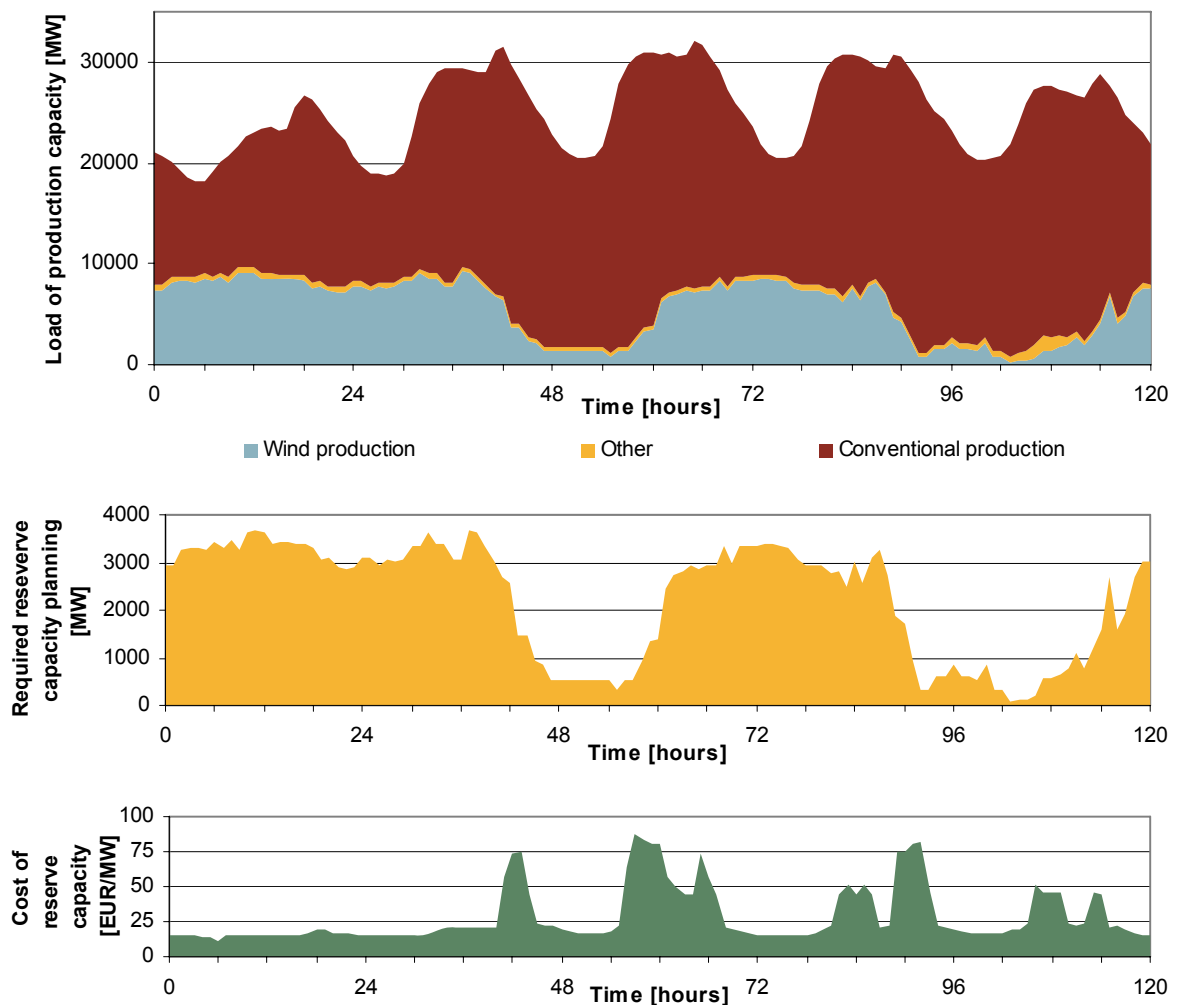 Load of production capacity [MW]
30000
20000
10000
0
0 24 48 72 96 120
Time [hours]
Wind production Other Conventional production
Required reserve
capacity planning
[MW]
4000
3000
2000
1000
0
0 24 48 72 96 120
Time [hours]
Cost of
reserve
capacity
[EUR/MW]
100
75
50
25
0
0 24 48 72 96 120
Time [hours]